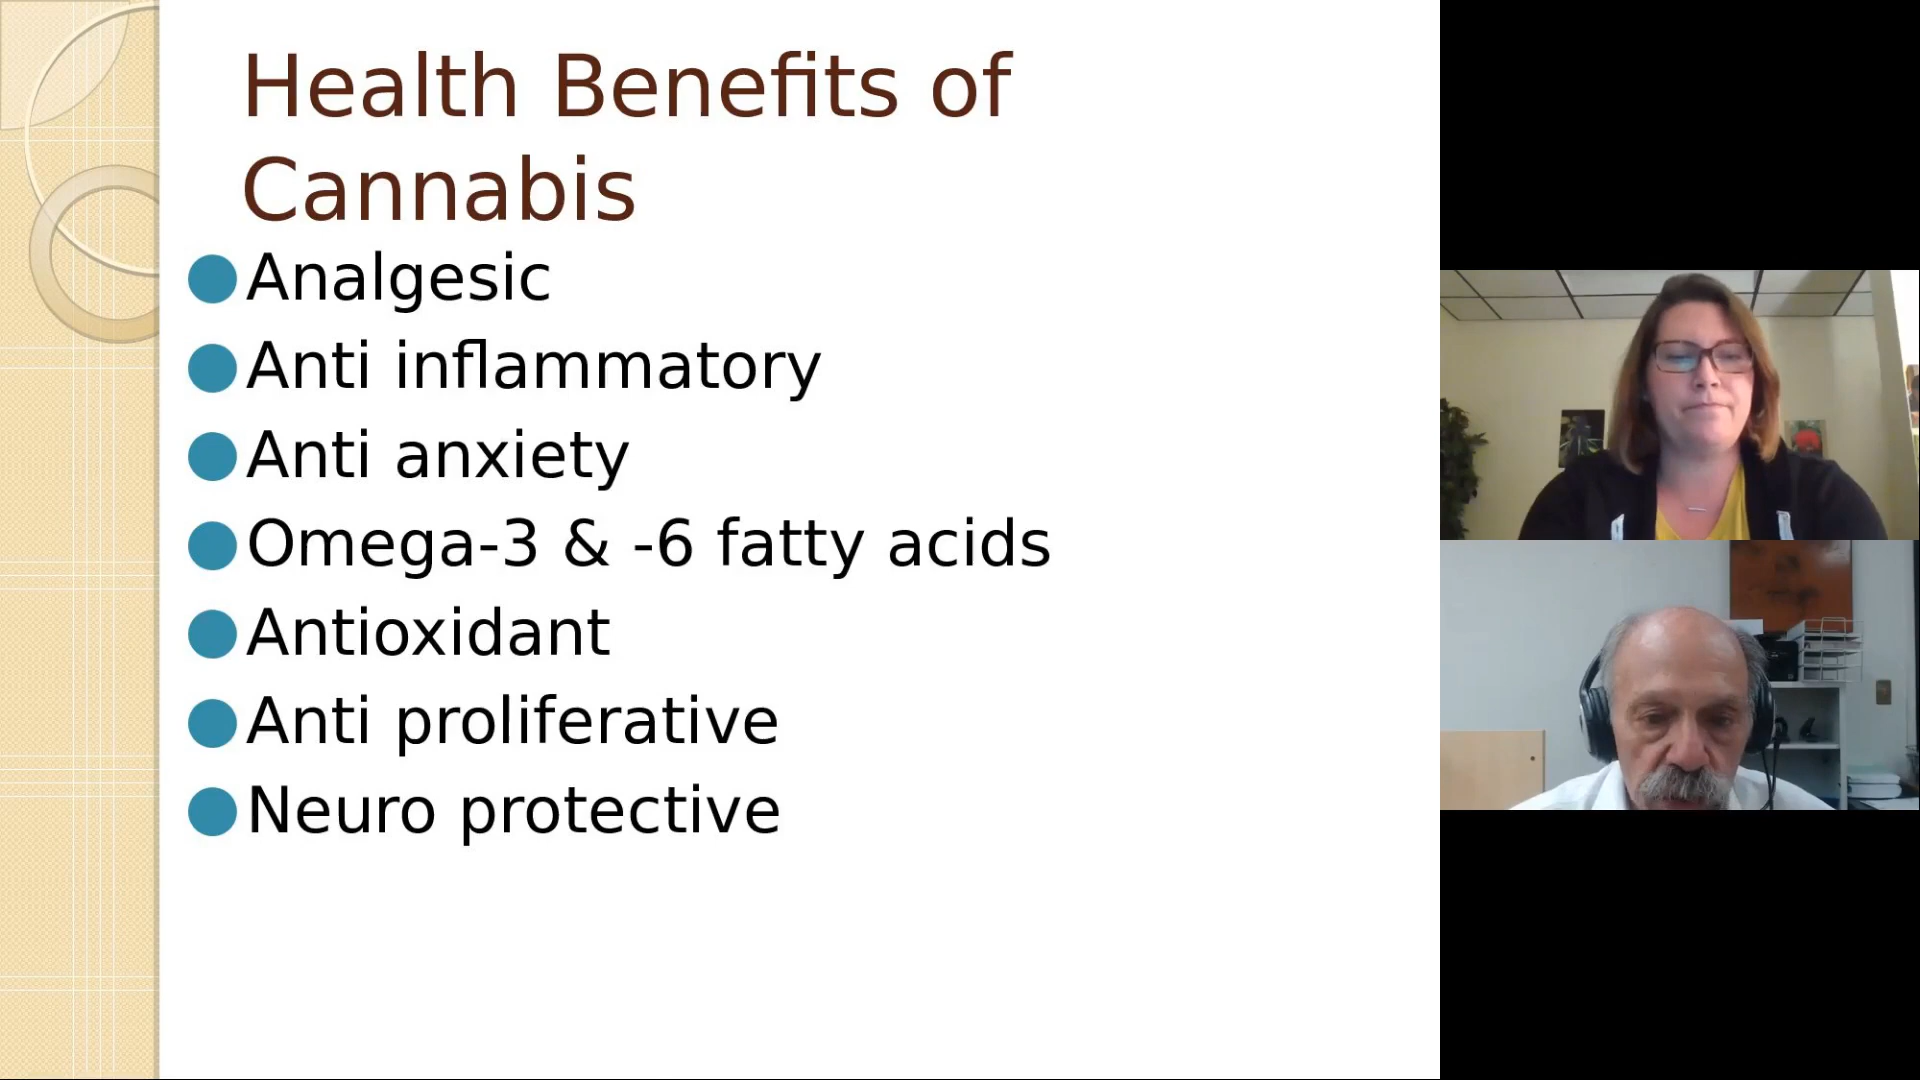 Health Benefits of
Cannabis
Analgesic
Anti inflammatory
Anti anxiety
Omega-3 & -6 fatty acids
Antioxidant
Anti proliferative
Neuro protective